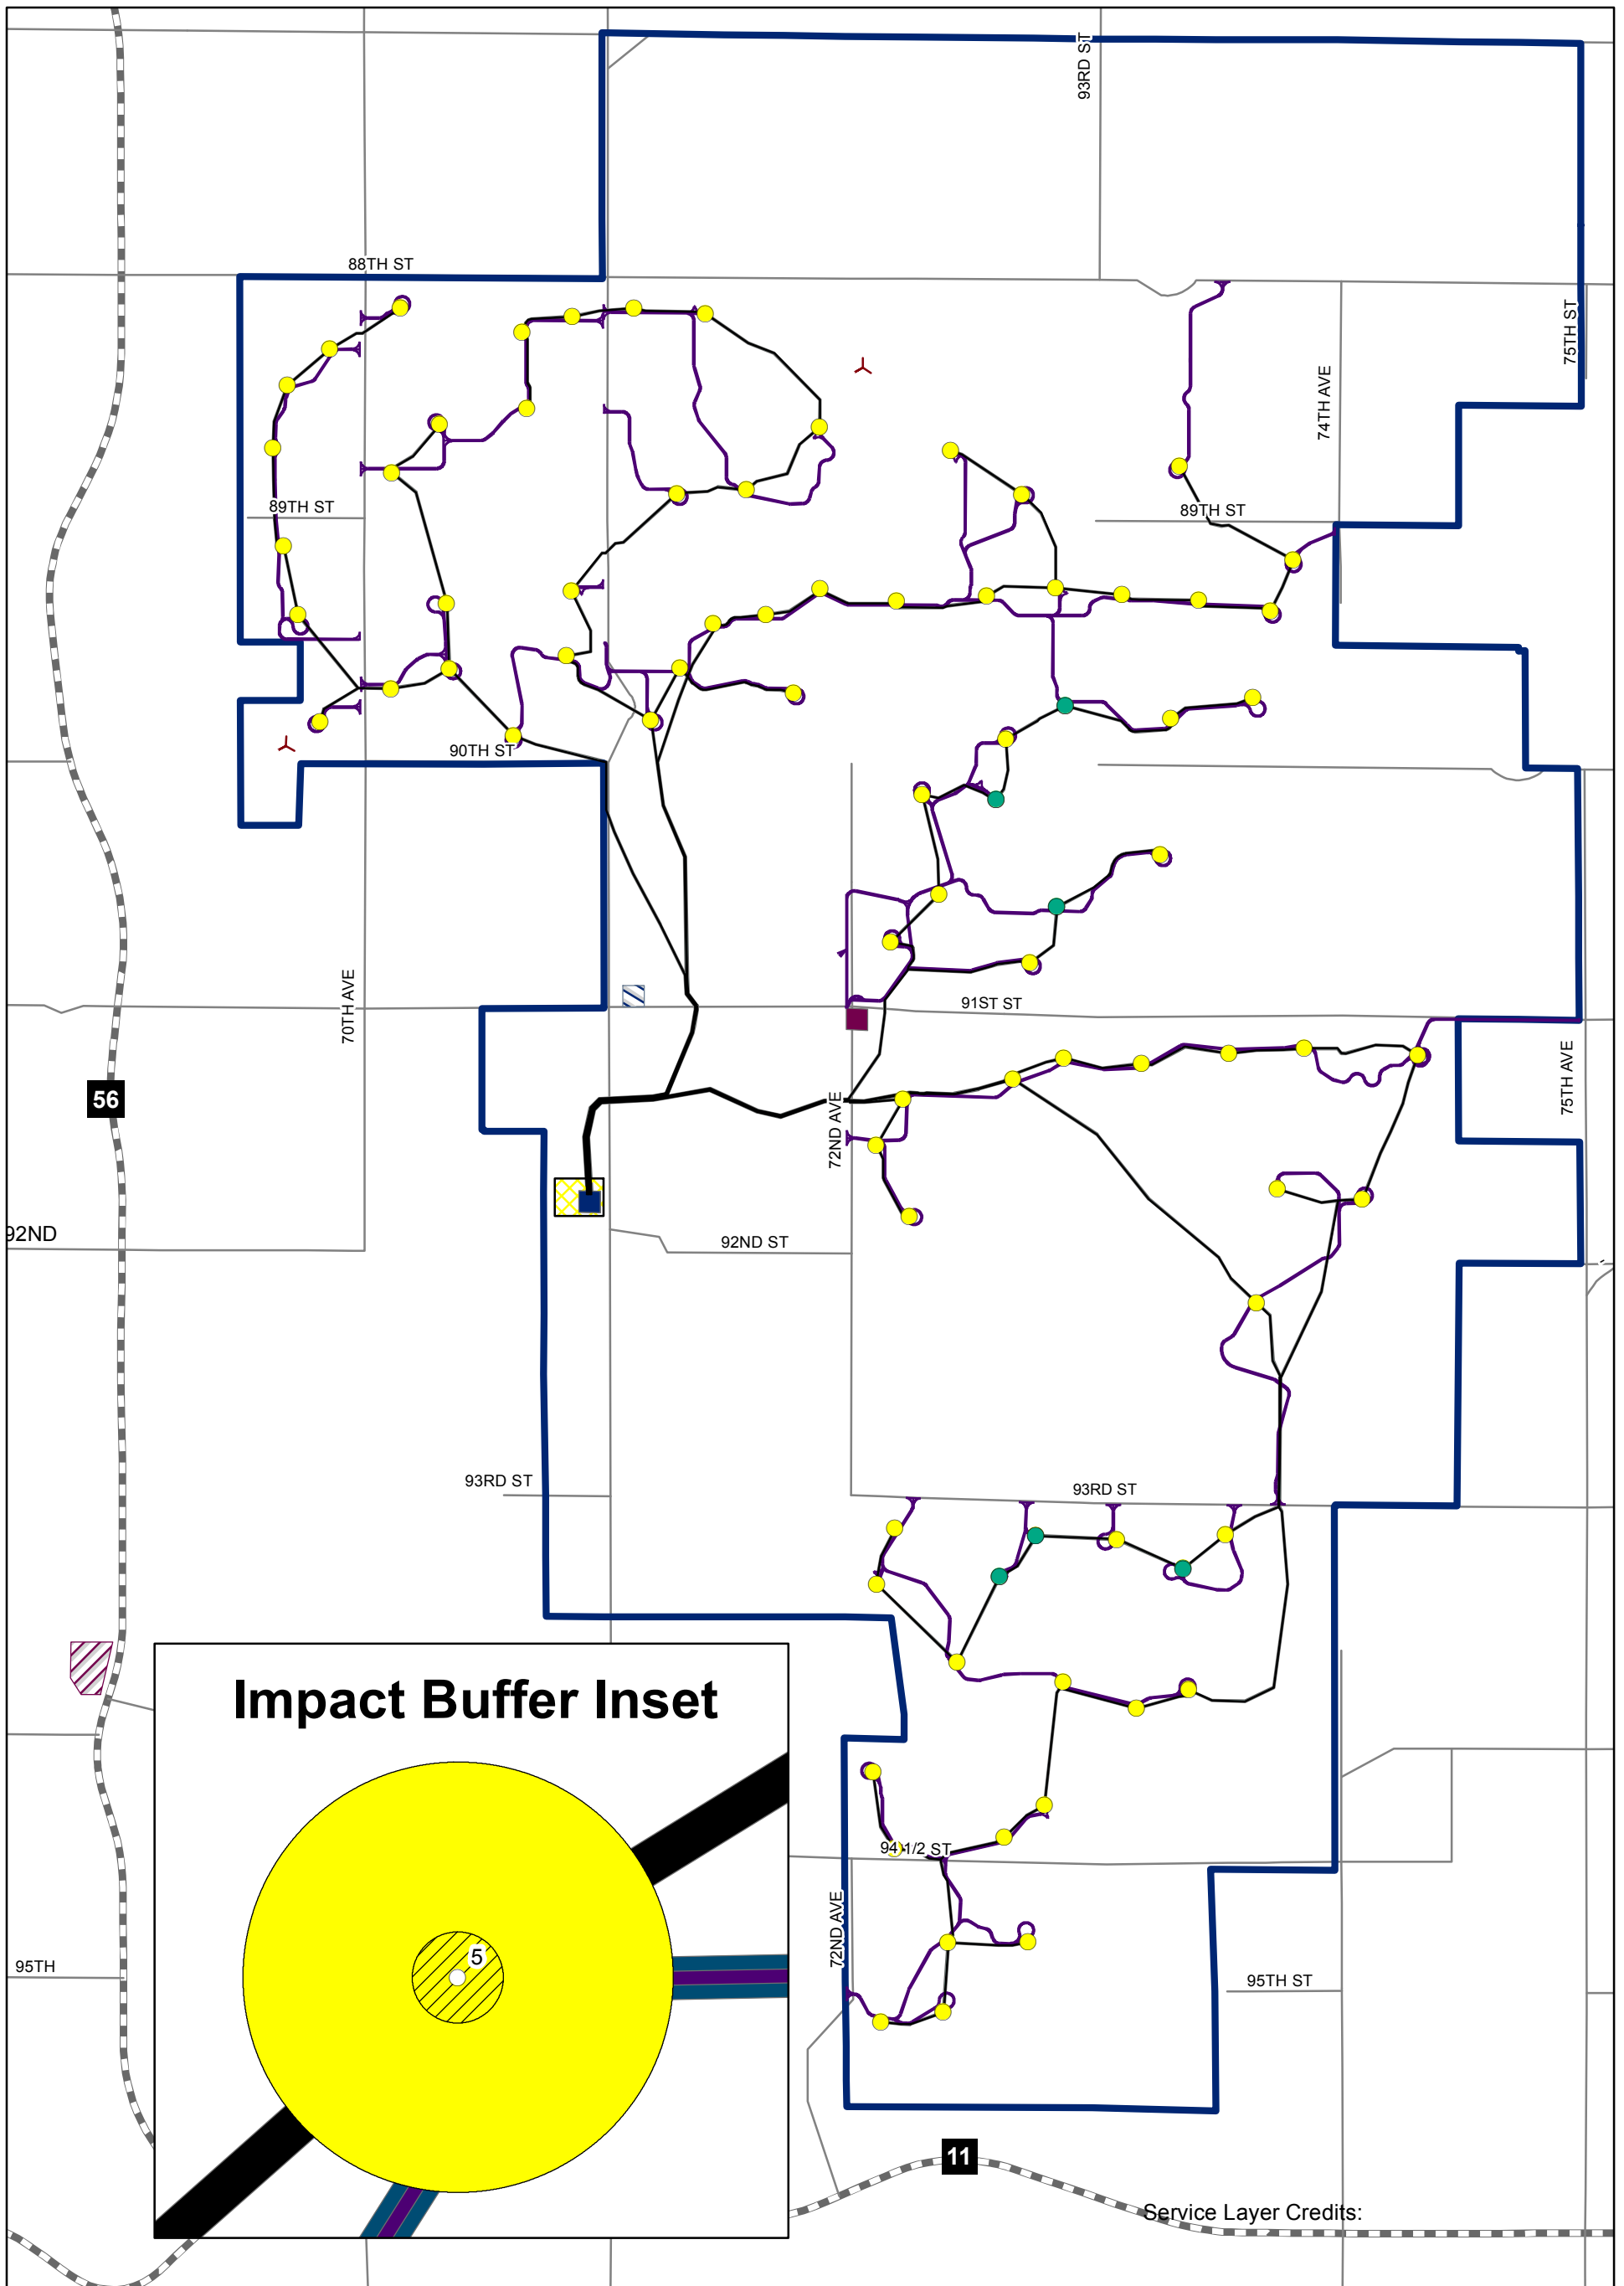 93RD ST
88TH ST
75TH ST
74TH AVE
89TH ST
89TH ST
90TH ST
70TH AVE
91ST ST
56
72ND AVE
75TH AVE
92ND
92ND ST
93RD ST
93RD ST
Impact Buffer Inset
94 1/2 ST
72ND AVE
5
95TH
95TH ST
11
Service Layer Credits: